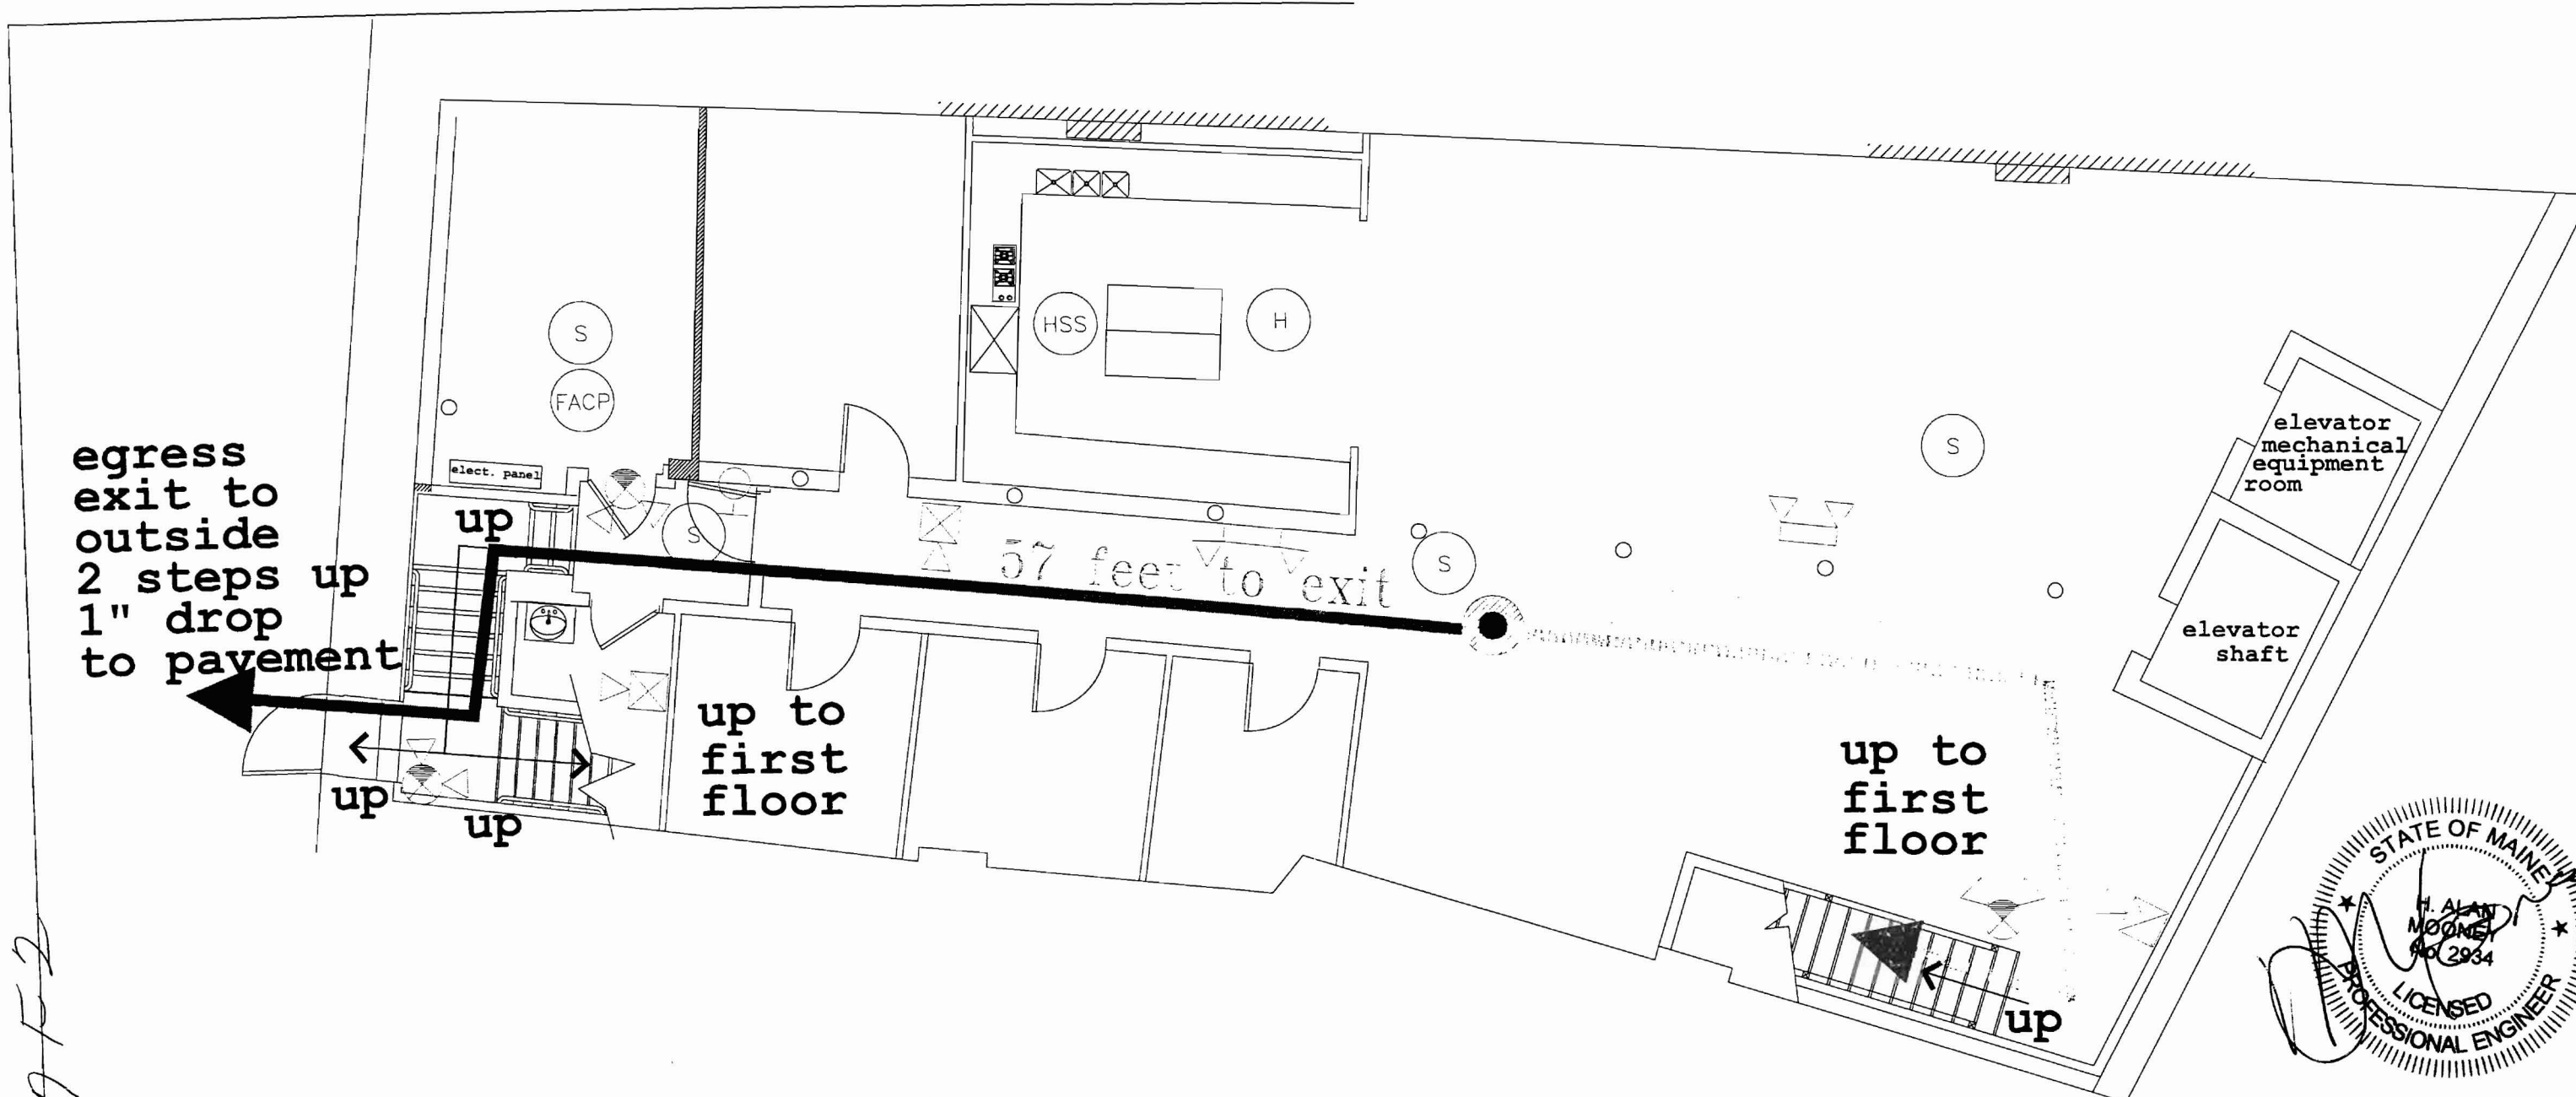 S
FACP
HSS
H
S
elevator
mechanical
equipment
room
egress
exit to
outside
2 steps up
1" drop
to pavement
elect. panel
up
S
57 feet to exit
S
elevator
shaft
up to
first
floor
up to
first
floor
up
up
up
STATE OF MAINE
H. ALAN
MOONEY
No. 2934
LICENSED
PROFESSIONAL ENGINEER